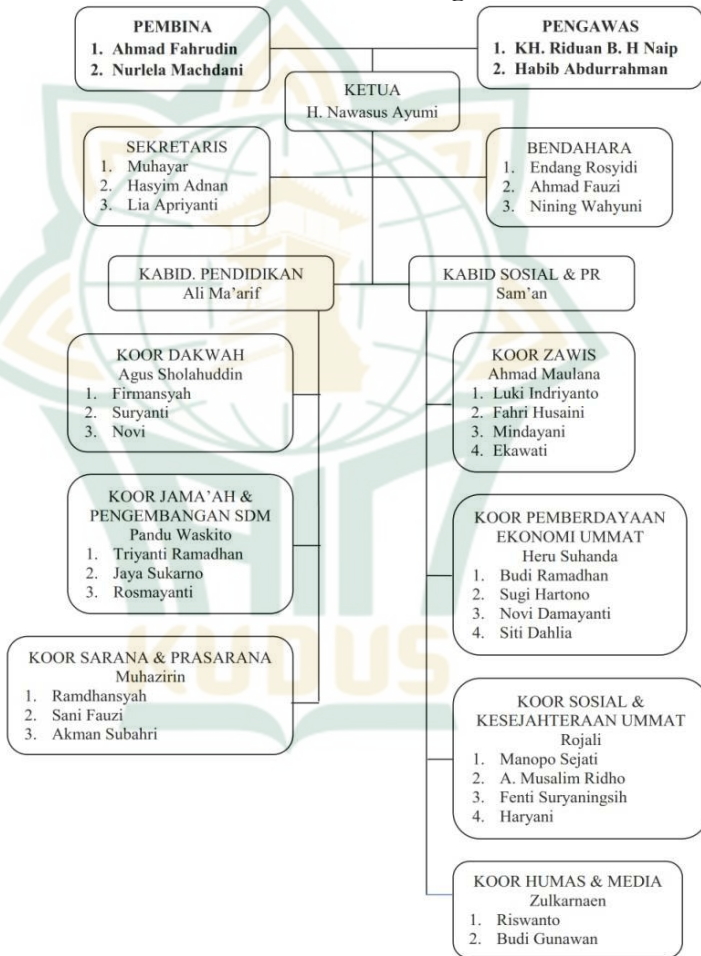 PEMBINA
1. Ahmad Fahrudin
2. Nurlela Machdani
PENGAWAS
1. KH. Riduan B. H Naip
2. Habib Abdurrahman
KETUA
H. Nawasus Ayumi
SEKRETARIS
1. Muhayar
2. Hasyim Adnan
3. Lia Apriyanti
BENDAHARA
1. Endang Rosyidi
2. Ahmad Fauzi
3. Nining Wahyuni
KABID. PENDIDIKAN
Ali Ma’arif
KABID SOSIAL & PR
Sam’an
KOOR DAKWAH
Agus Sholahuddin
1. Firmansyah
2. Suryanti
3. Novi
KOOR ZAWIS
Ahmad Maulana
1. Luki Indriyanto
2. Fahri Husaini
3. Mindayani
4. Ekawati
KOOR JAMA’AH &
PENGEMBANGAN SDM
Pandu Waskito
1. Triyanti Ramadhan
2. Jaya Sukarno
3. Rosmayanti
KOOR PEMBERDAYAAN
EKONOMI UMMAT
Heru Suhanda
1. Budi Ramadhan
2. Sugi Hartono
3. Novi Damayanti
4. Siti Dahlia
KOOR SARANA & PRASARANA
Muhazirin
1. Ramdhansyah
2. Sani Fauzi
3. Akman Subahri
KUDUS
KOOR SOSIAL &
KESEJAHTERAAN UMMAT
Rojali
1. Manopo Sejati
2. A. Musalim Ridho
3. Fenti Suryaningsih
4. Haryani
KOOR HUMAS & MEDIA
Zulkarnaen
1. Riswanto
2. Budi Gunawan